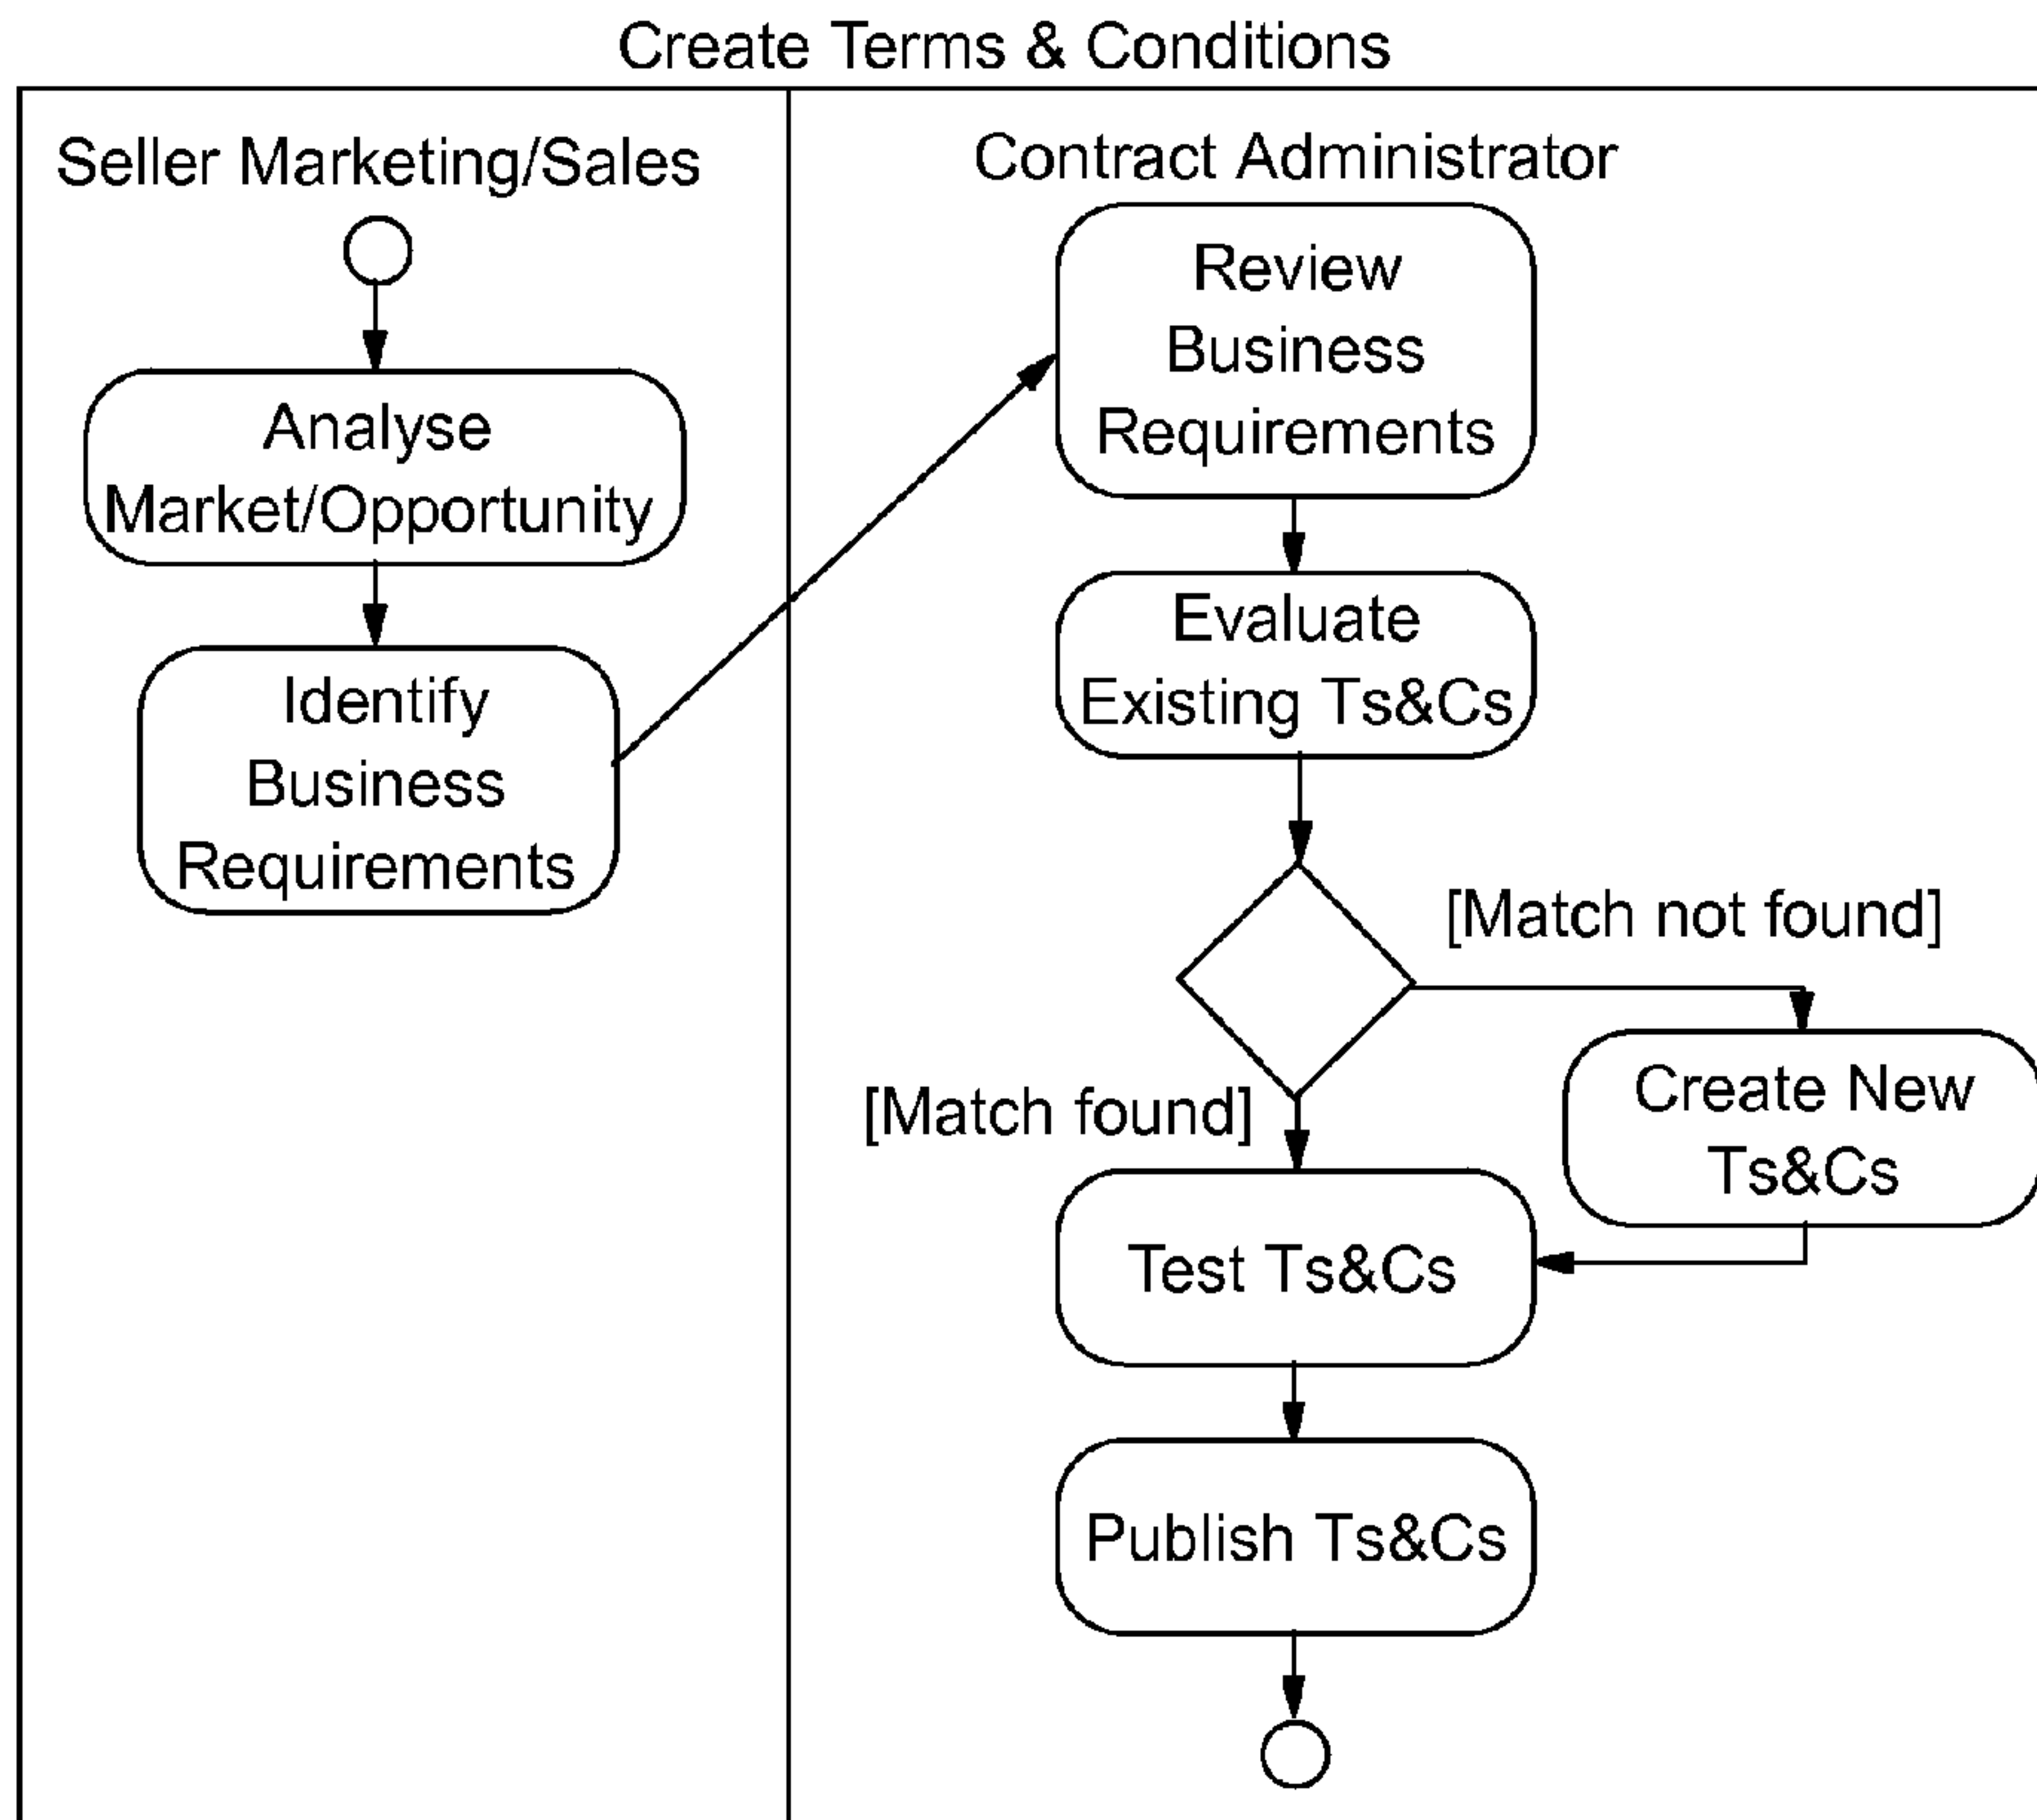 Create Terms & Conditions
Seller Marketing/Sales
Analyse
Market/Opportunity
Identify
Business
Requirements
Contract Administrator
Review
Business
Requirements
Evaluate
Existing Ts&Cs
[Match not found]
[Match found]
Create New
Ts&Cs
Test Ts&Cs
Publish Ts&Cs